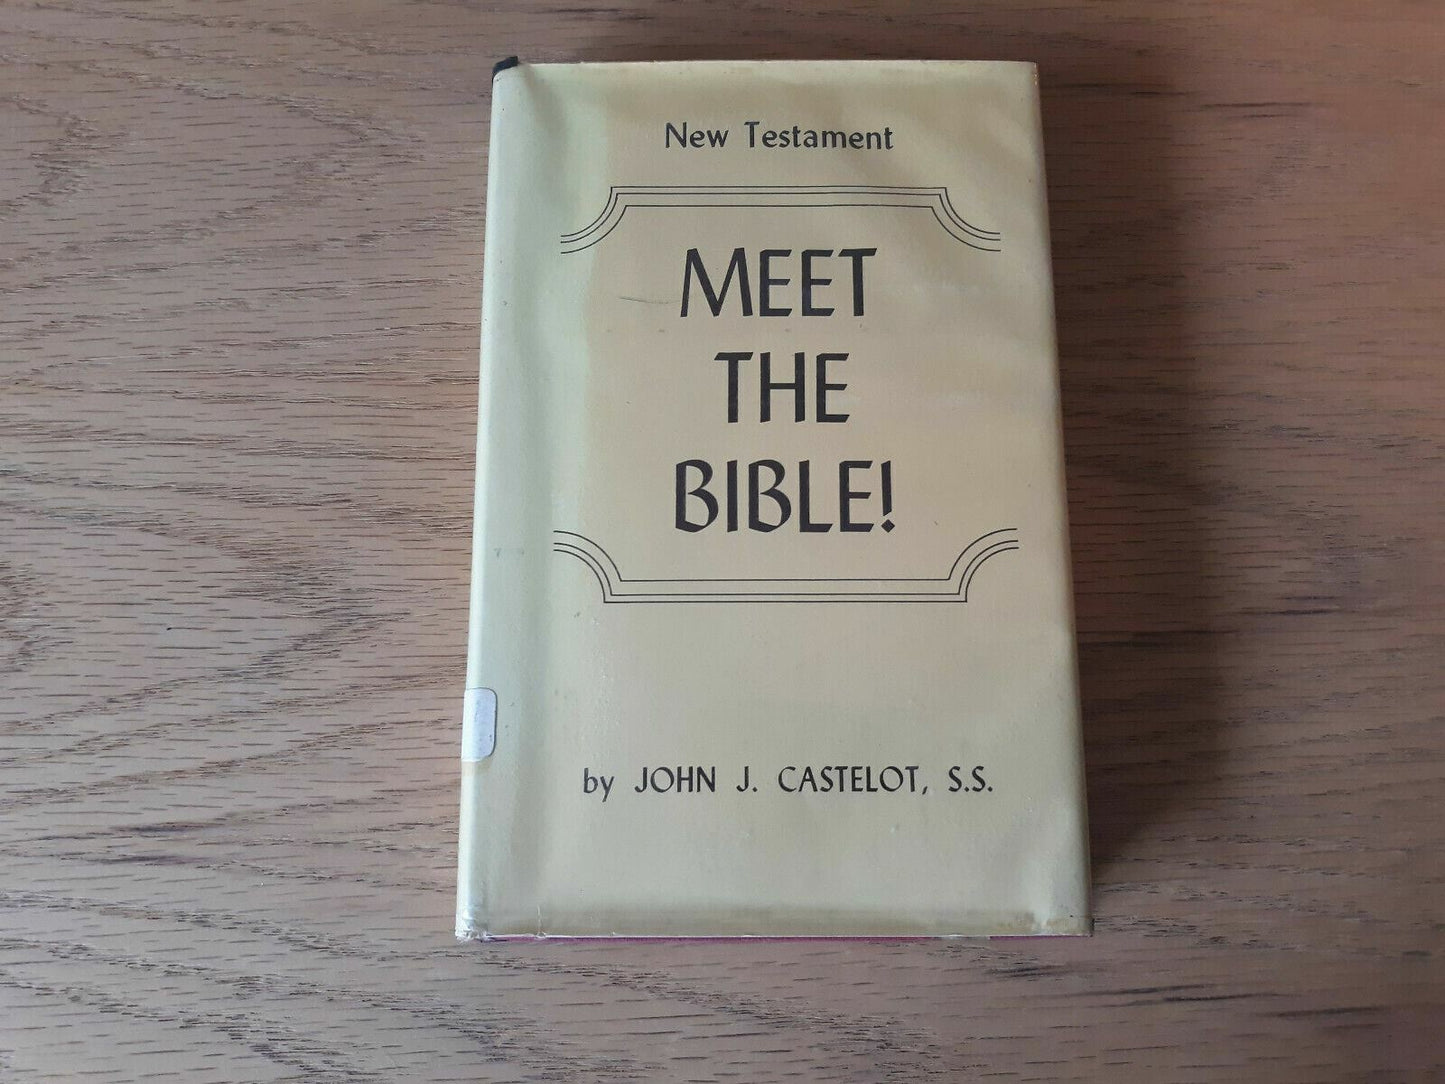 New Testament
MEET
THE
BIBLE!
by JOHN J. CASTELOT, S.S.